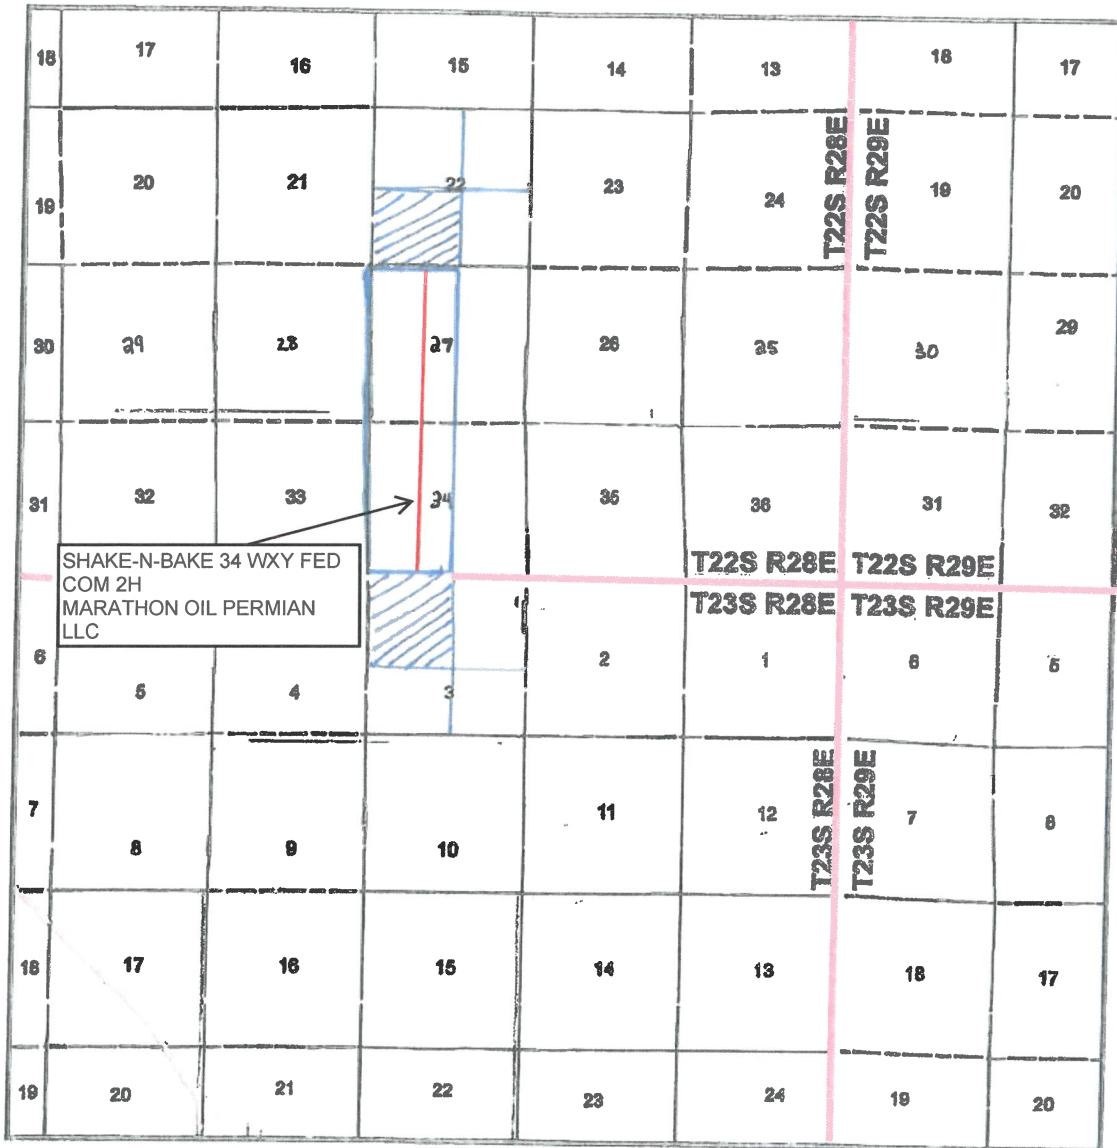 18 17 16 15 14 13 18 17
19 20 21 22 23 24 19 20
T22S R28E
T22S R29E
30 29 28 27 26 25 30 29
31 32 33 34 35 36 31 32
SHAKE-N-BAKE 34 WXY FED
COM 2H
MARATHON OIL PERMIAN
LLC
T22S R28E T22S R29E
T23S R28E T23S R29E
6 5 4 3 2 1 6 5
T23S R28E
T23S R29E
7 8 9 10 11 12 7 8
18 17 16 15 14 13 18 17
19 20 21 22 23 24 19 20